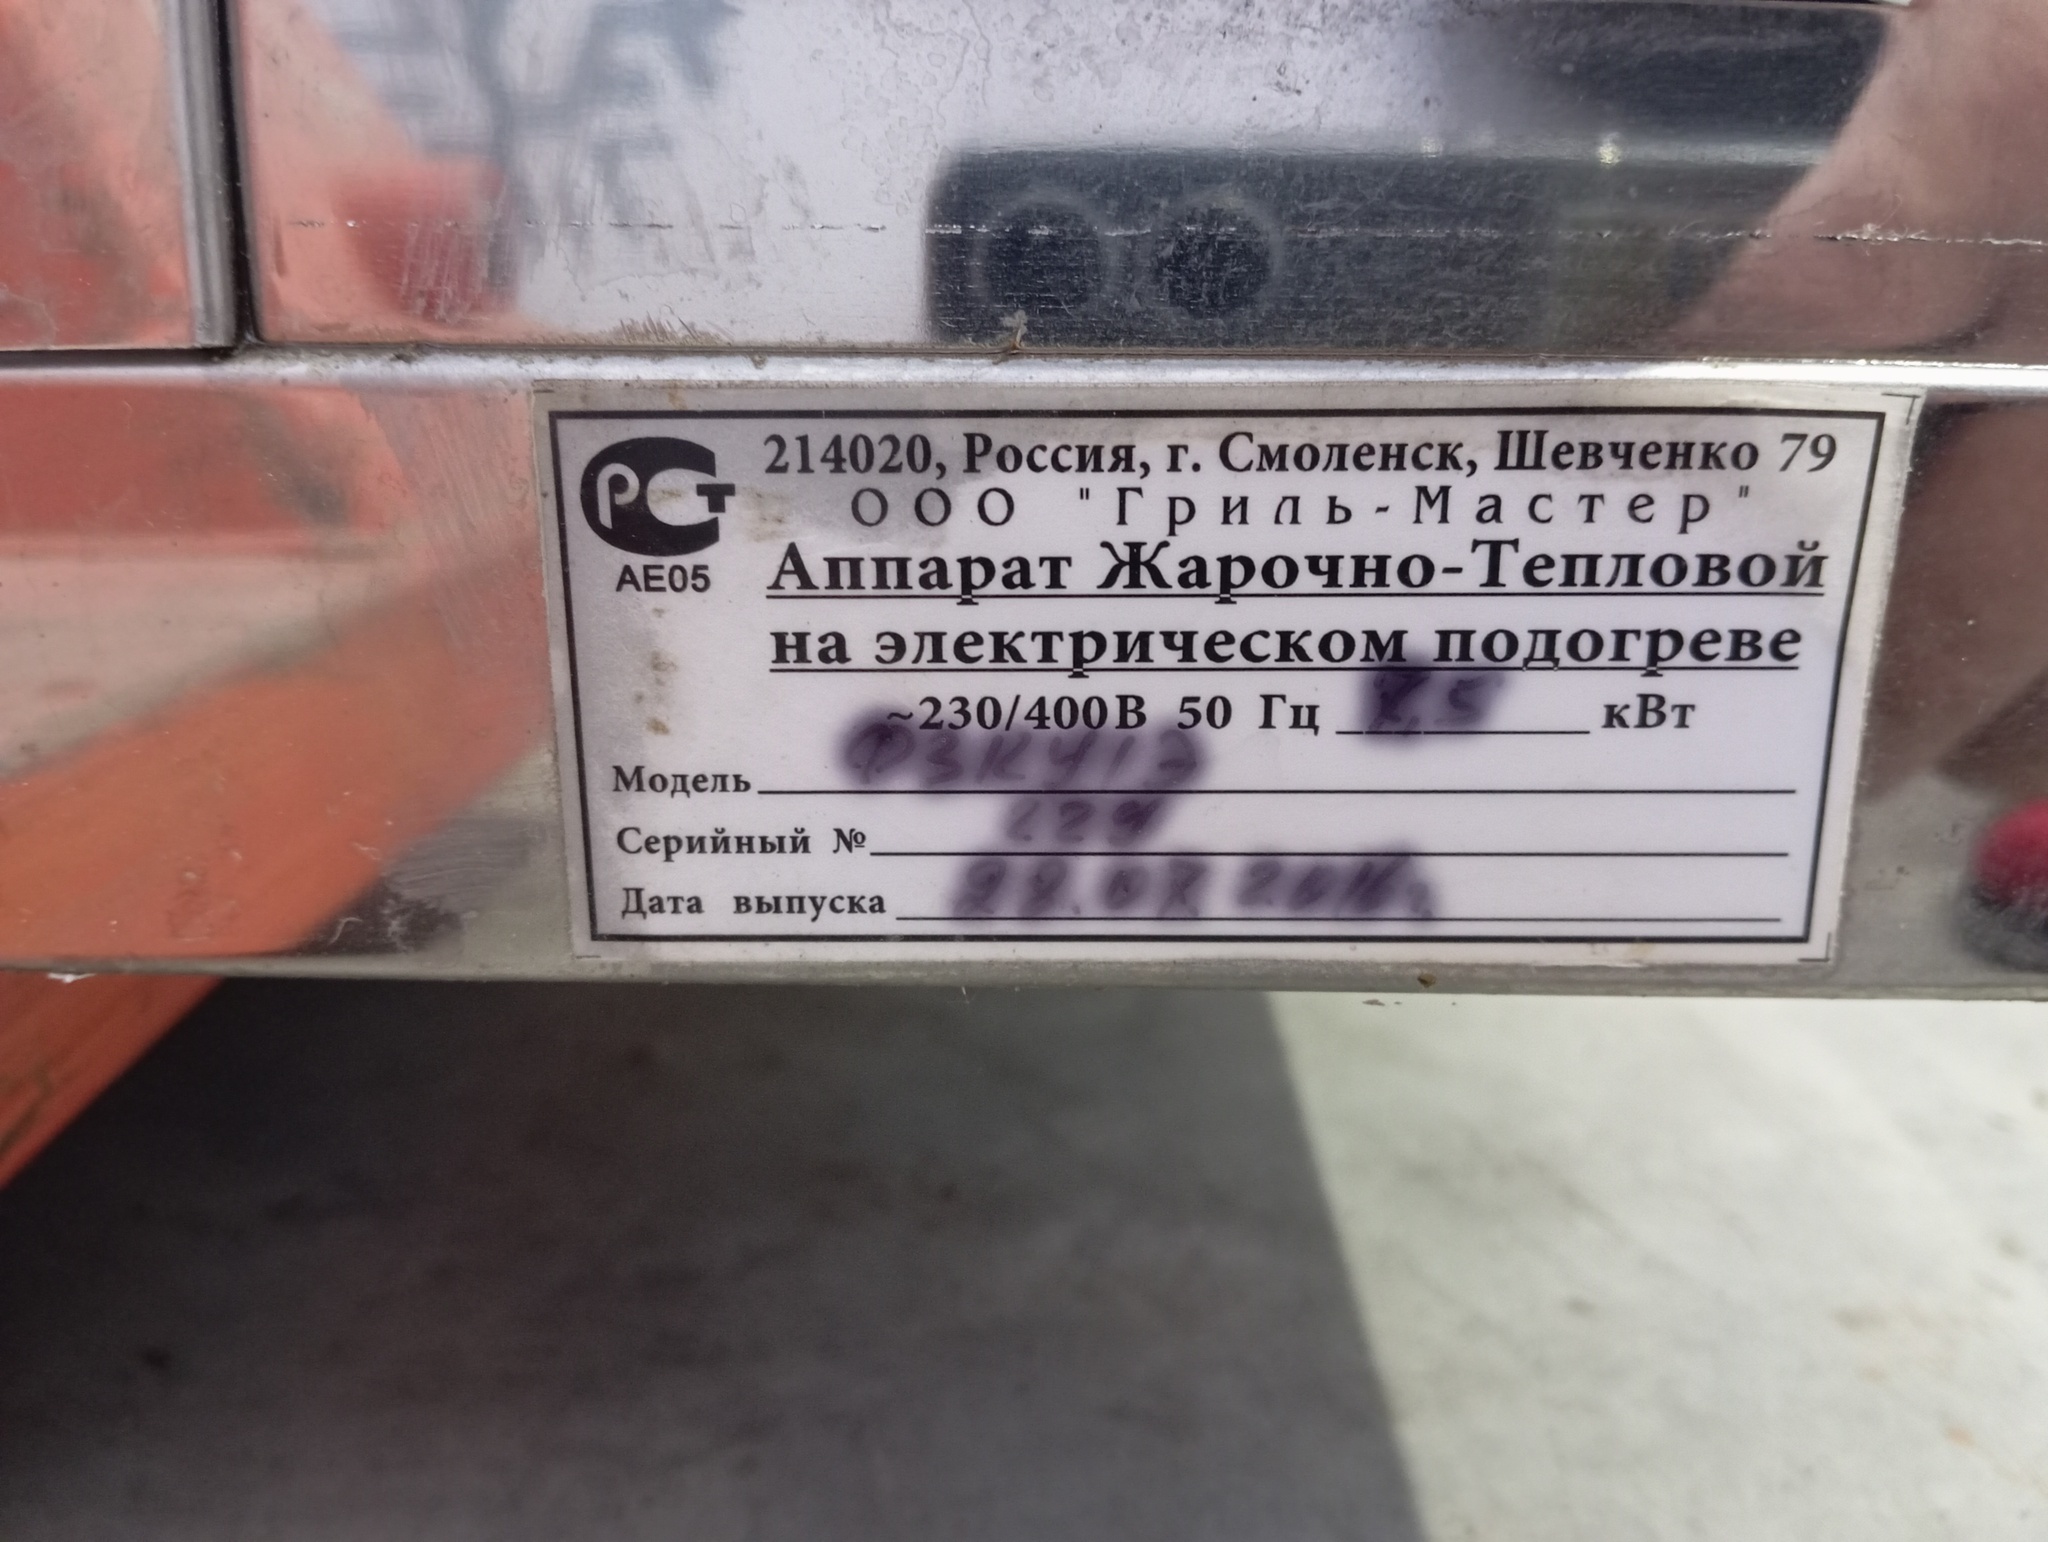 РСТ 214020, Россия, г. Смоленск, Шевченко 79
ООО "Гриль-Мастер"
АЕ05 Аппарат Жарочно-Тепловой
на электрическом подогреве
~230/400В 50 Гц ,5 кВт
Модель
Серийный №
Дата выпуска